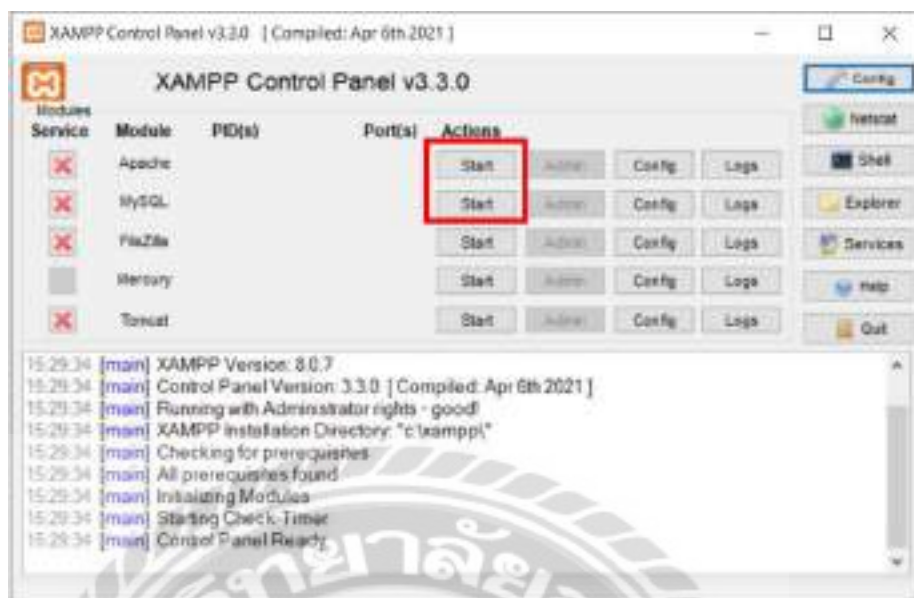 XAMPP Control Panel v3.3.0 [ Compiled: Apr 6th 2021 ]
XAMPP Control Panel v3.3.0
Config
Modules
Service Module PID(s) Port(s) Actions
Netstat
Apache Start Admin Config Logs
Shell
MySQL Start Admin Config Logs
Explorer
FileZilla Start Admin Config Logs
Services
Mercury Start Admin Config Logs
Help
Tomcat Start Admin Config Logs
Quit
15:29:34 [main] XAMPP Version: 8.0.7
15:29:34 [main] Control Panel Version: 3.3.0 [ Compiled: Apr 6th 2021 ]
15:29:34 [main] Running with Administrator rights - good!
15:29:34 [main] XAMPP Installation Directory: "c:\xampp\"
15:29:34 [main] Checking for prerequisites
15:29:34 [main] All prerequisites found
15:29:34 [main] Initializing Modules
15:29:34 [main] Starting Check-Timer
15:29:34 [main] Control Panel Ready